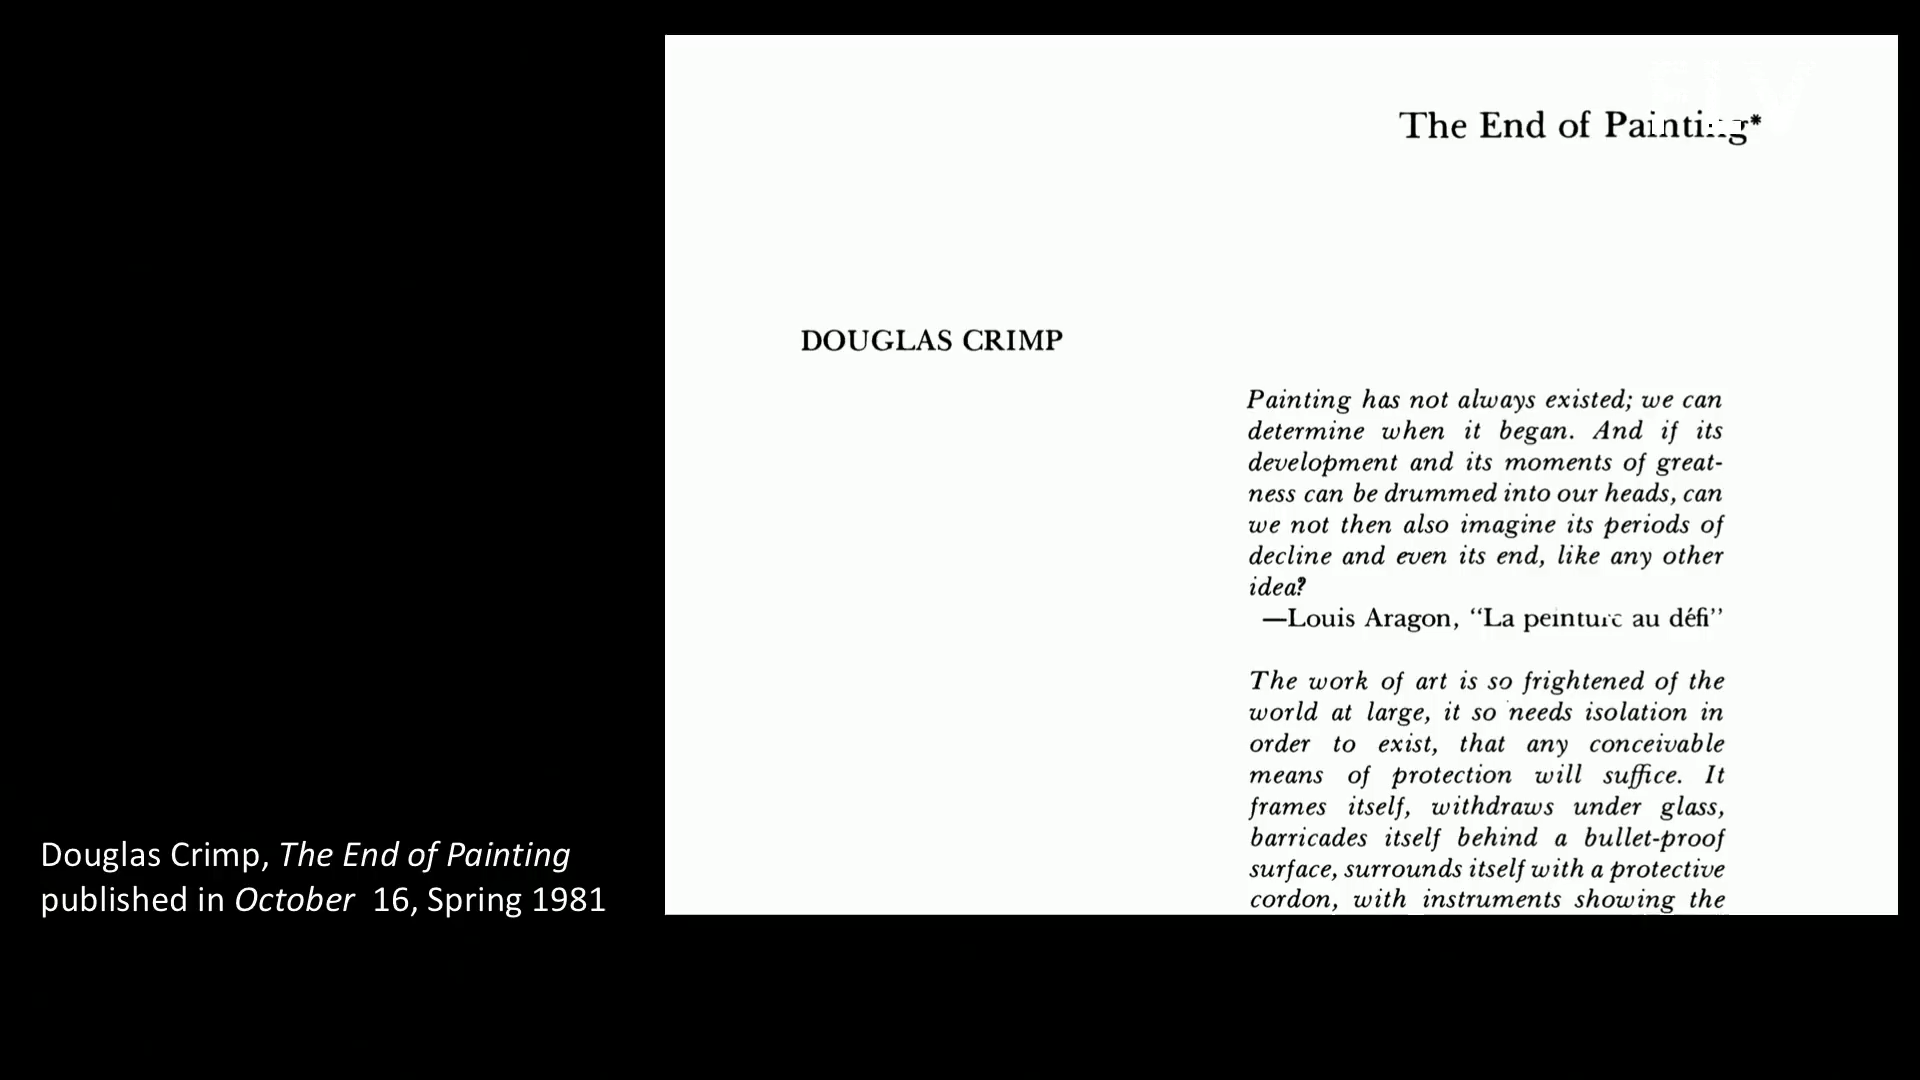 The End of Painting*
DOUGLAS CRIMP
Painting has not always existed; we can
determine when it began. And if its
development and its moments of great-
ness can be drummed into our heads, can
we not then also imagine its periods of
decline and even its end, like any other
idea?
—Louis Aragon, “La peinture au défi”
The work of art is so frightened of the
world at large, it so needs isolation in
order to exist, that any conceivable
means of protection will suffice. It
frames itself, withdraws under glass,
barricades itself behind a bullet-proof
surface, surrounds itself with a protective
cordon, with instruments showing the
Douglas Crimp, The End of Painting
published in October 16, Spring 1981